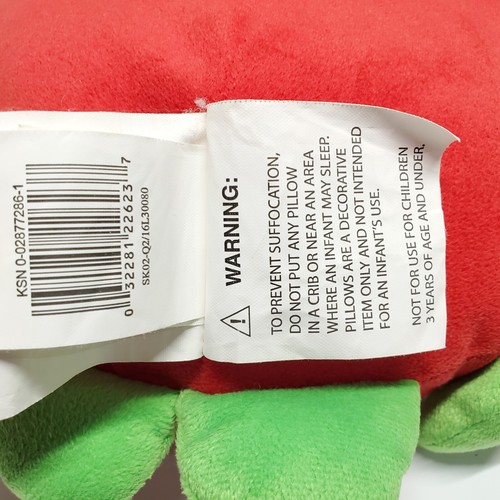 KSN 0-02877286-1
0 32281 22623 7
SK02-Q2/16L30080
WARNING:
TO PREVENT SUFFOCATION,
DO NOT PUT ANY PILLOW
IN A CRIB OR NEAR AN AREA
WHERE AN INFANT MAY SLEEP.
PILLOWS ARE A DECORATIVE
ITEM ONLY AND NOT INTENDED
FOR AN INFANT'S USE.
NOT FOR USE FOR CHILDREN
3 YEARS OF AGE AND UNDER.